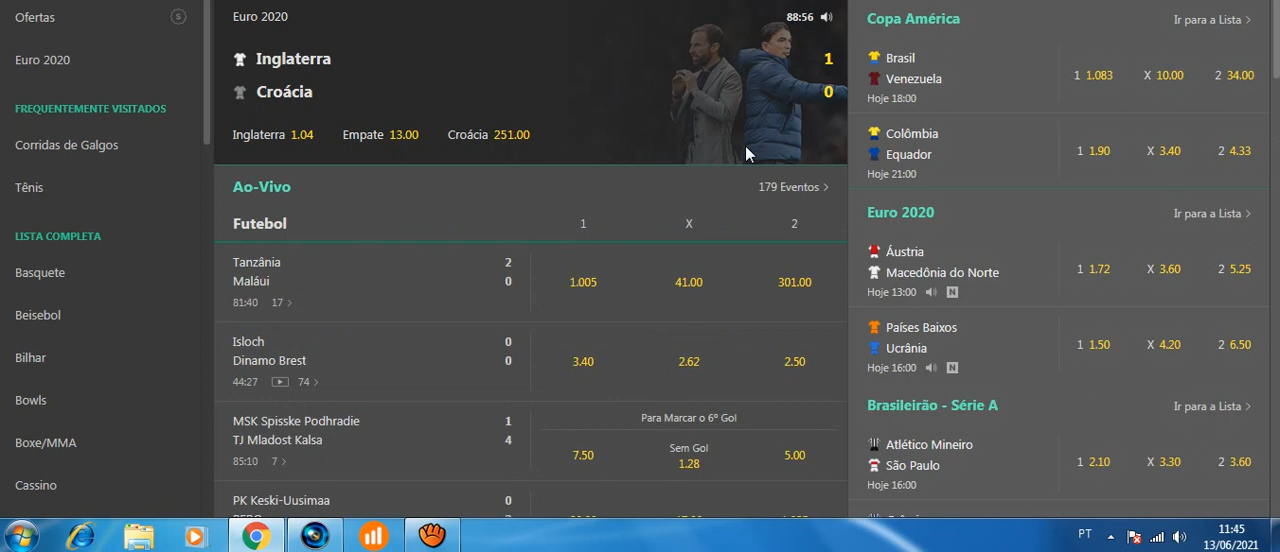 Ofertas S
Euro 2020
FREQUENTEMENTE VISITADOS
Corridas de Galgos
Tênis
LISTA COMPLETA
Basquete
Beisebol
Bilhar
Bowls
Boxe/MMA
Cassino
Euro 2020 88:56
Inglaterra 1
Croácia 0
Inglaterra 1.04 Empate 13.00 Croácia 251.00
Ao-Vivo 179 Eventos >
Futebol 1 X 2
Tanzânia 2
Maláui 0
81:40 17 >
1.005 41.00 301.00
Isloch 0
Dinamo Brest 0
44:27 74 >
3.40 2.62 2.50
MSK Spisske Podhradie 1
TJ Mladost Kalsa 4
85:10 7 >
Para Marcar o 6º Gol
7.50 Sem Gol 5.00
1.28
PK Keski-Uusimaa 0
Copa América Ir para a Lista >
Brasil
Venezuela
Hoje 18:00
1 1.083 X 10.00 2 34.00
Colômbia
Equador
Hoje 21:00
1 1.90 X 3.40 2 4.33
Euro 2020 Ir para a Lista >
Áustria
Macedônia do Norte
Hoje 13:00 N
1 1.72 X 3.60 2 5.25
Países Baixos
Ucrânia
Hoje 16:00 N
1 1.50 X 4.20 2 6.50
Brasileirão - Série A Ir para a Lista >
Atlético Mineiro
São Paulo
Hoje 16:00
1 2.10 X 3.30 2 3.60
PT 11:45
13/06/2021